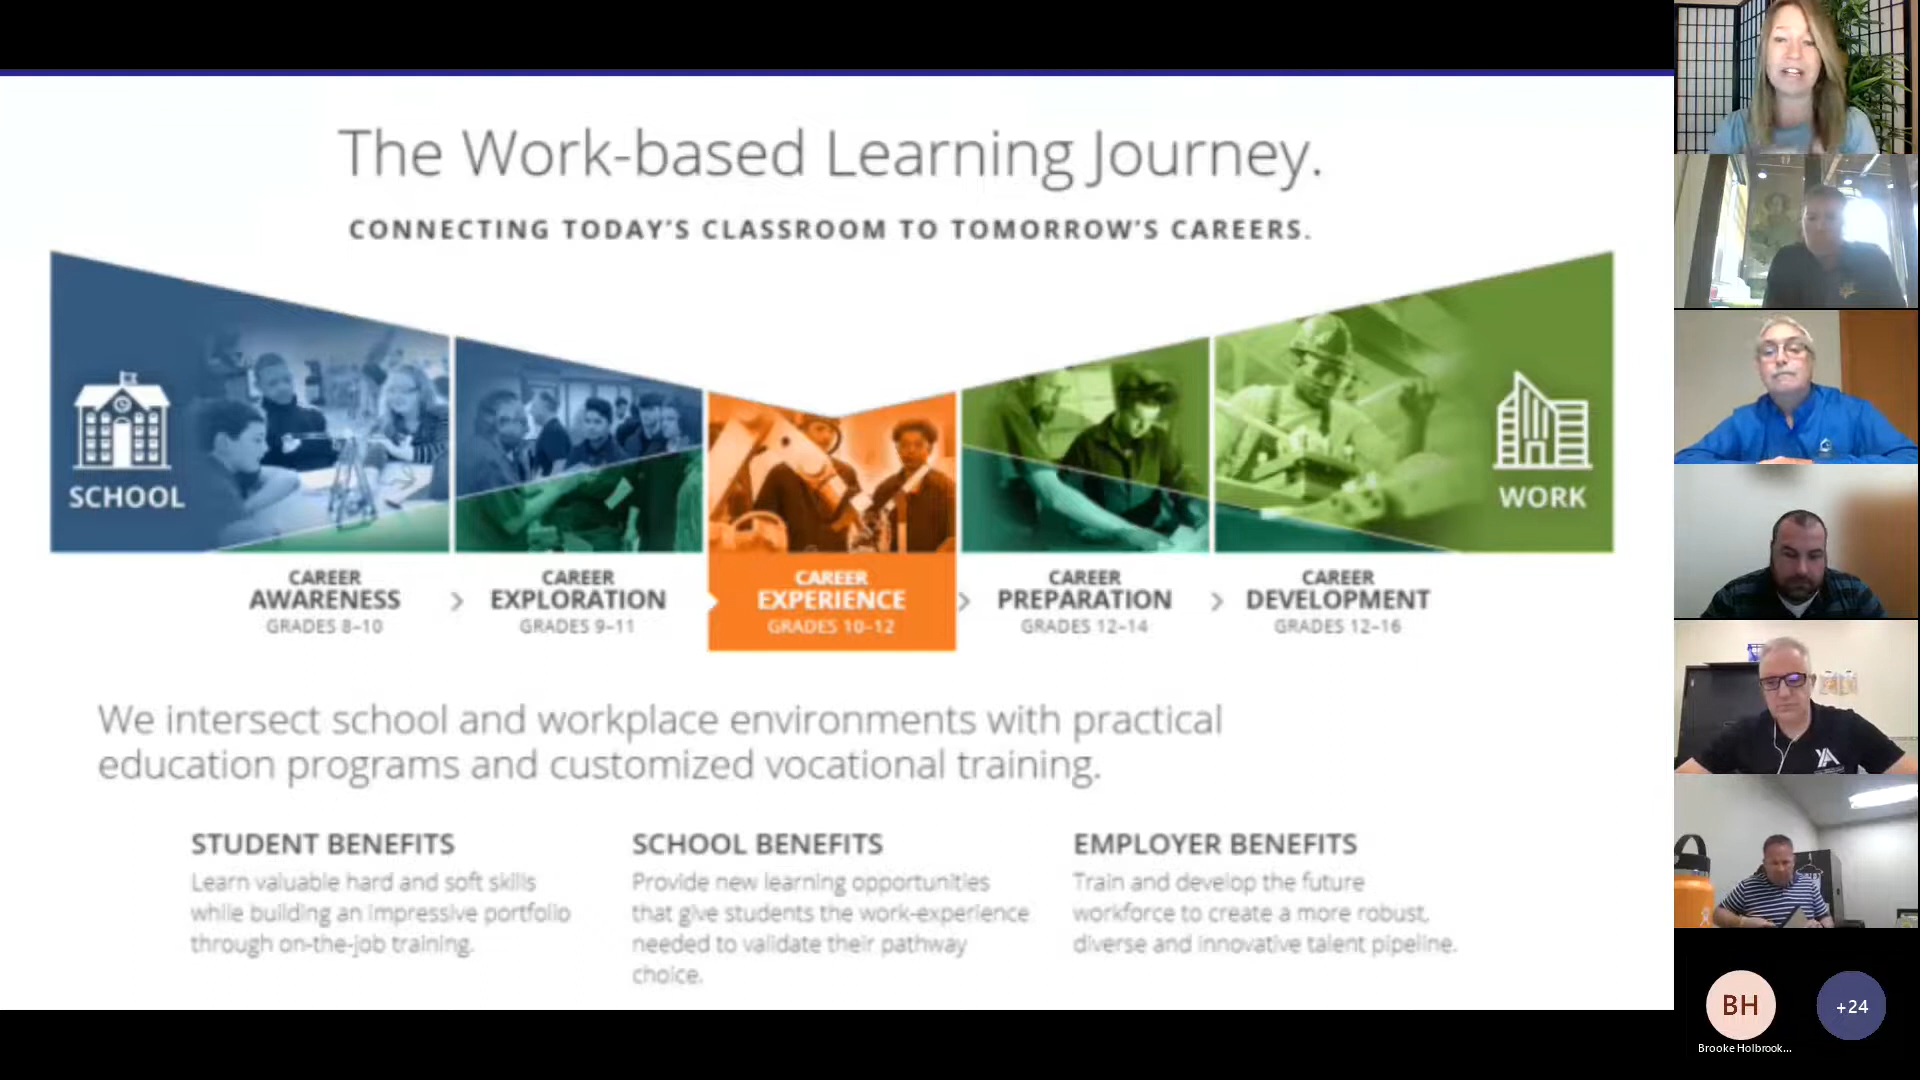 The Work-based Learning Journey.
CONNECTING TODAY'S CLASSROOM TO TOMORROW'S CAREERS.
SCHOOL
WORK
CAREER
AWARENESS
GRADES 8–10
CAREER
EXPLORATION
GRADES 9–11
CAREER
EXPERIENCE
GRADES 10–12
CAREER
PREPARATION
GRADES 12–14
CAREER
DEVELOPMENT
GRADES 12–16
We intersect school and workplace environments with practical
education programs and customized vocational training.
STUDENT BENEFITS
Learn valuable hard and soft skills
while building an impressive portfolio
through on-the-job training.
SCHOOL BENEFITS
Provide new learning opportunities
that give students the work-experience
needed to validate their pathway
choice.
EMPLOYER BENEFITS
Train and develop the future
workforce to create a more robust,
diverse and innovative talent pipeline.
YA
BH
+24
Brooke Holbrook...